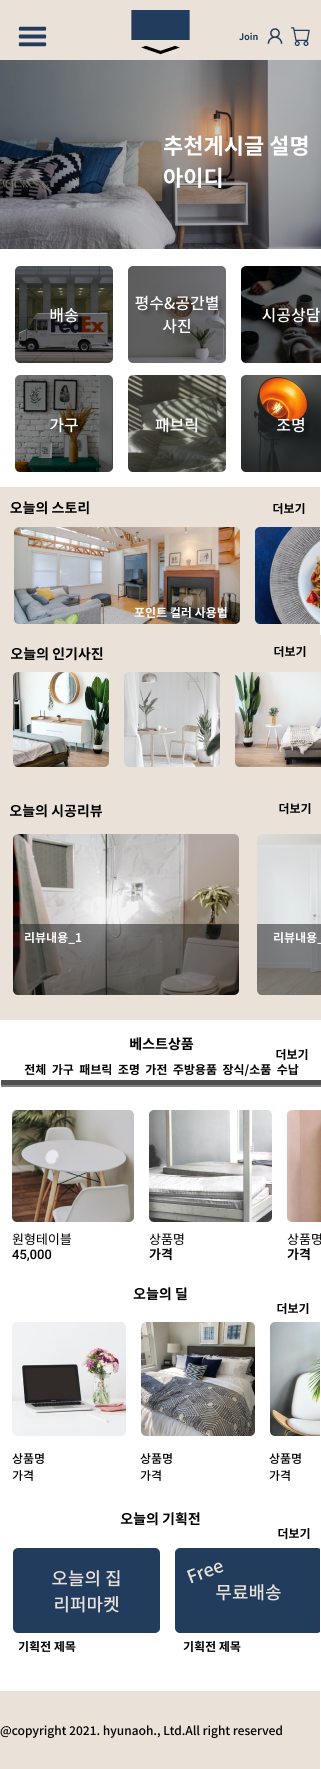 Join
추천게시글 설명
아이디
배송
FedEx
평수&공간별
사진
시공상담
가구
패브릭
조명
오늘의 스토리
더보기
포인트 컬러 사용법
오늘의 인기사진
더보기
오늘의 시공리뷰
더보기
리뷰내용_1
리뷰내용_
베스트상품
더보기
전체 가구 패브릭 조명 가전 주방용품 장식/소품 수납
원형테이블
45,000
상품명
가격
상품명
가격
오늘의 딜
더보기
상품명
가격
상품명
가격
상품명
가격
오늘의 기획전
더보기
오늘의 집
리퍼마켓
Free
무료배송
기획전 제목
기획전 제목
@copyright 2021. hyunaoh., Ltd.All right reserved